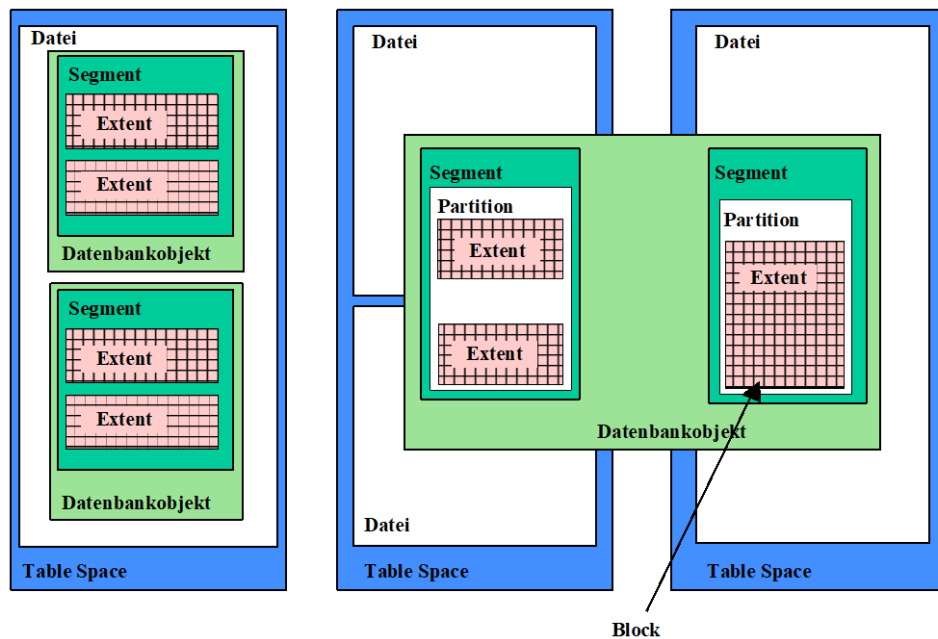 Datei
Segment
Extent
Extent
Datenbankobjekt
Segment
Extent
Extent
Datenbankobjekt
Table Space
Datei
Datei
Segment
Partition
Extent
Extent
Segment
Partition
Extent
Datenbankobjekt
Datei
Table Space
Table Space
Block